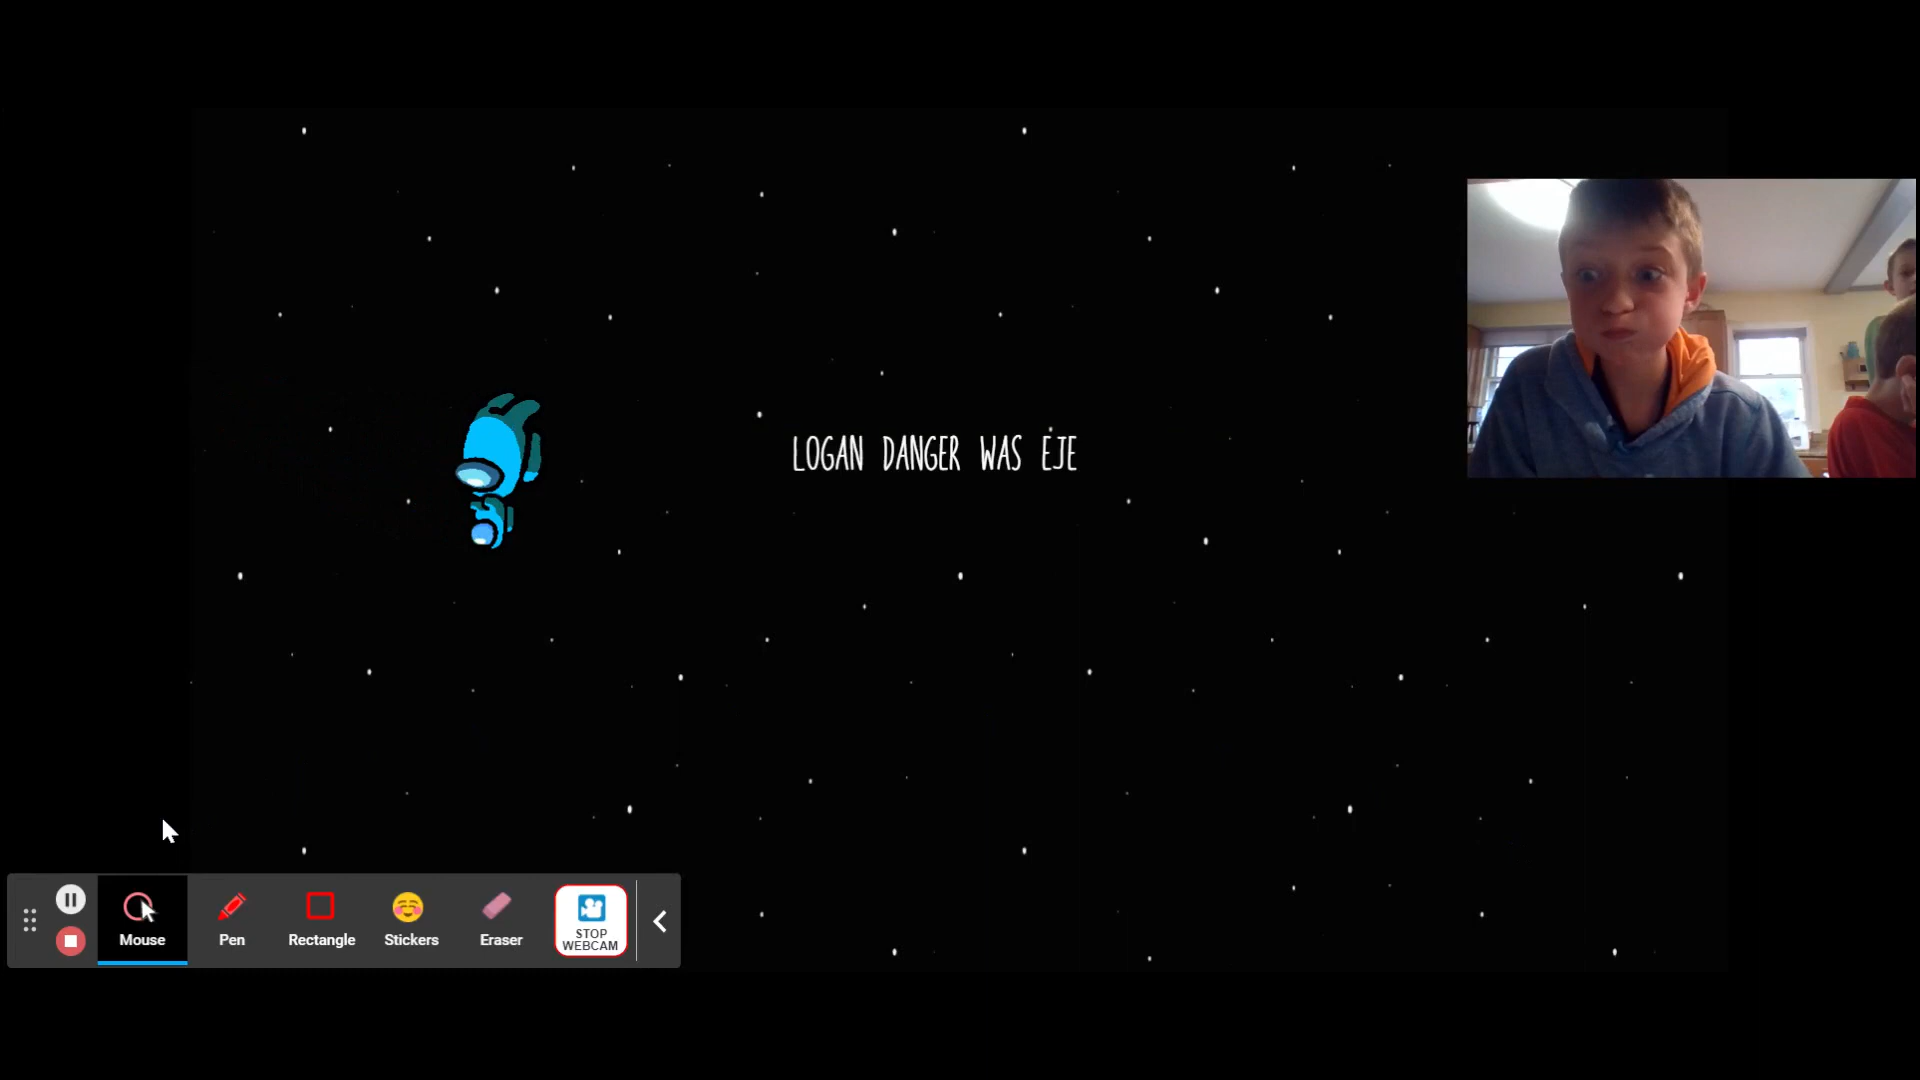 LOGAN DANGER WAS EJE
Mouse
Pen
Rectangle
Stickers
Eraser
STOP
WEBCAM